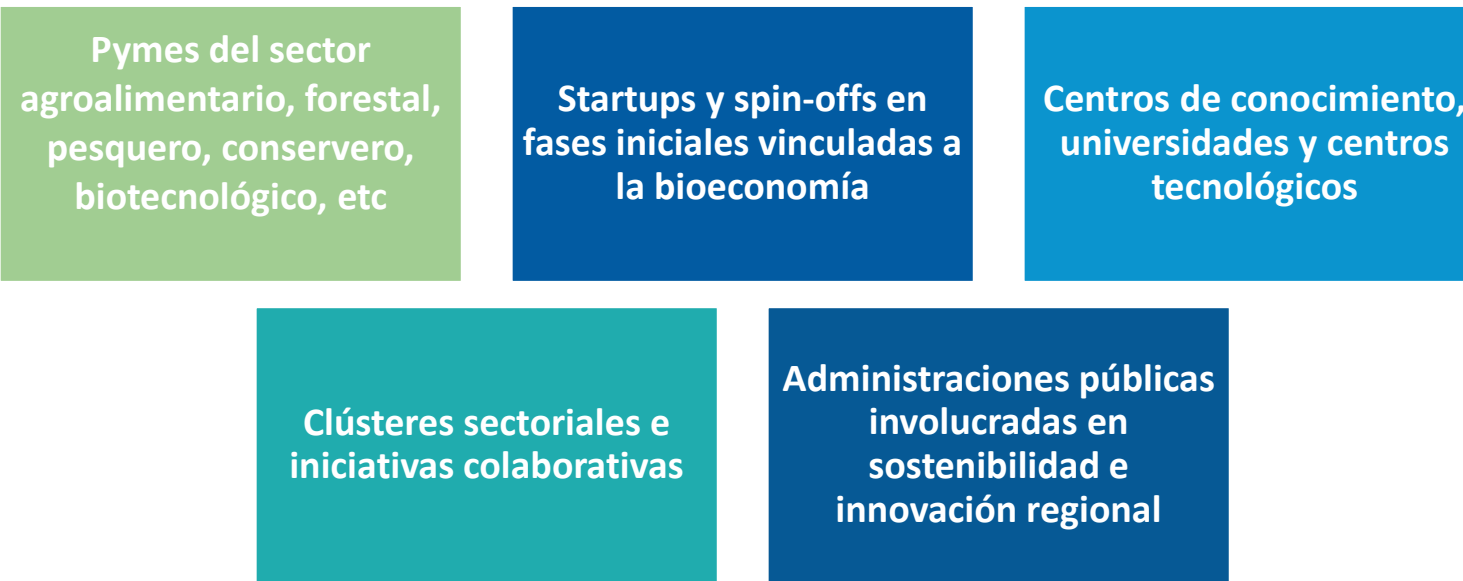 Pymes del sector
agroalimentario, forestal,
pesquero, conservero,
biotecnológico, etc
Startups y spin-offs en
fases iniciales vinculadas a
la bioeconomía
Centros de conocimiento,
universidades y centros
tecnológicos
Clústeres sectoriales e
iniciativas colaborativas
Administraciones públicas
involucradas en
sostenibilidad e
innovación regional